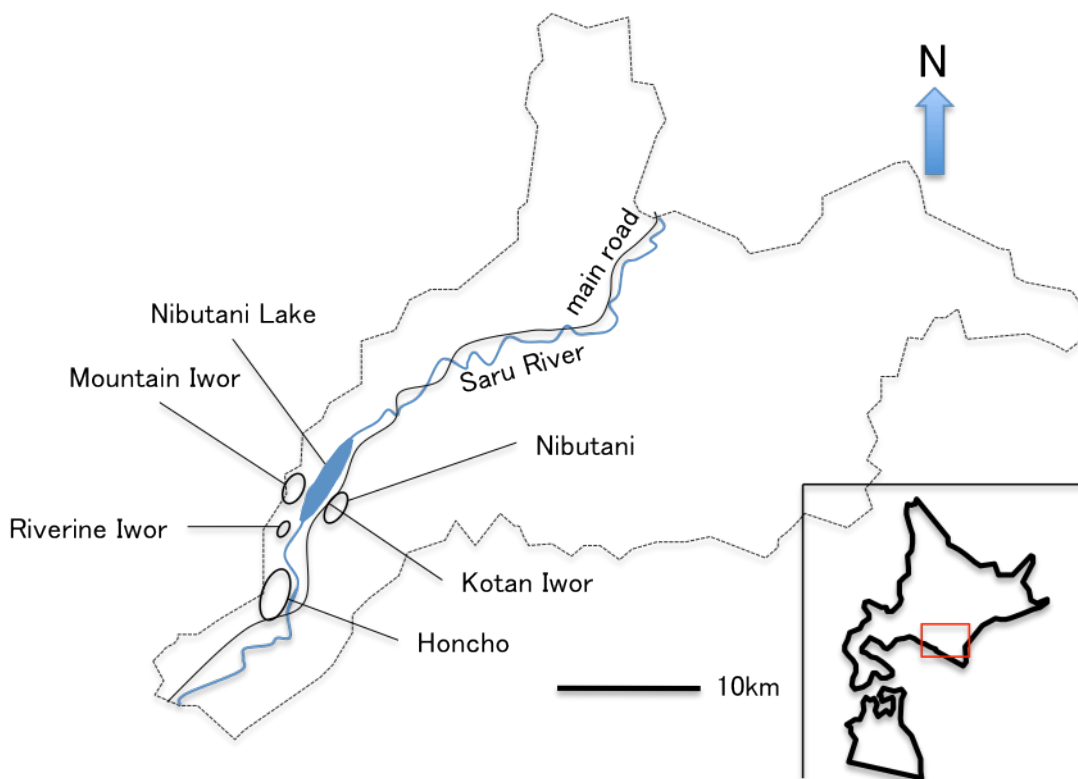 N
main road
Nibutani Lake
Saru River
Mountain Iwor
Nibutani
Riverine Iwor
Kotan Iwor
Honcho
10km